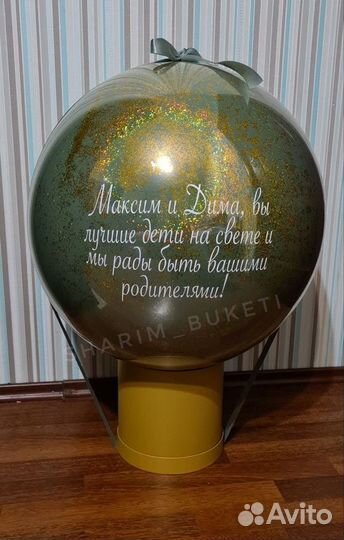 Максим и Дима, вы
лучшие дети на свете и
мы рады быть вашими
родителями!
SHARIM_BUKETI
Avito